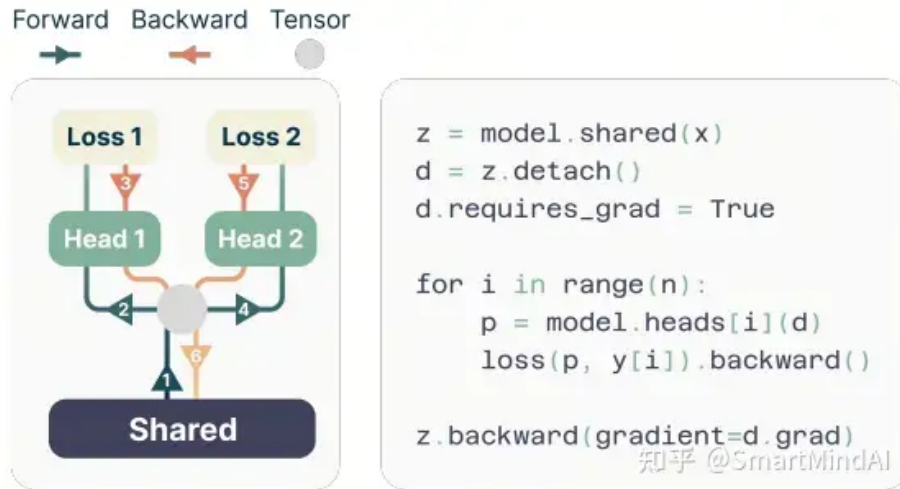 Forward Backward Tensor
Loss 1 Loss 2
3 5
Head 1 Head 2
2 4
6
1
Shared
z = model.shared(x)
d = z.detach()
d.requires_grad = True
for i in range(n):
p = model.heads[i](d)
loss(p, y[i]).backward()
z.backward(gradient=d.grad)
知乎 @SmartMindAI